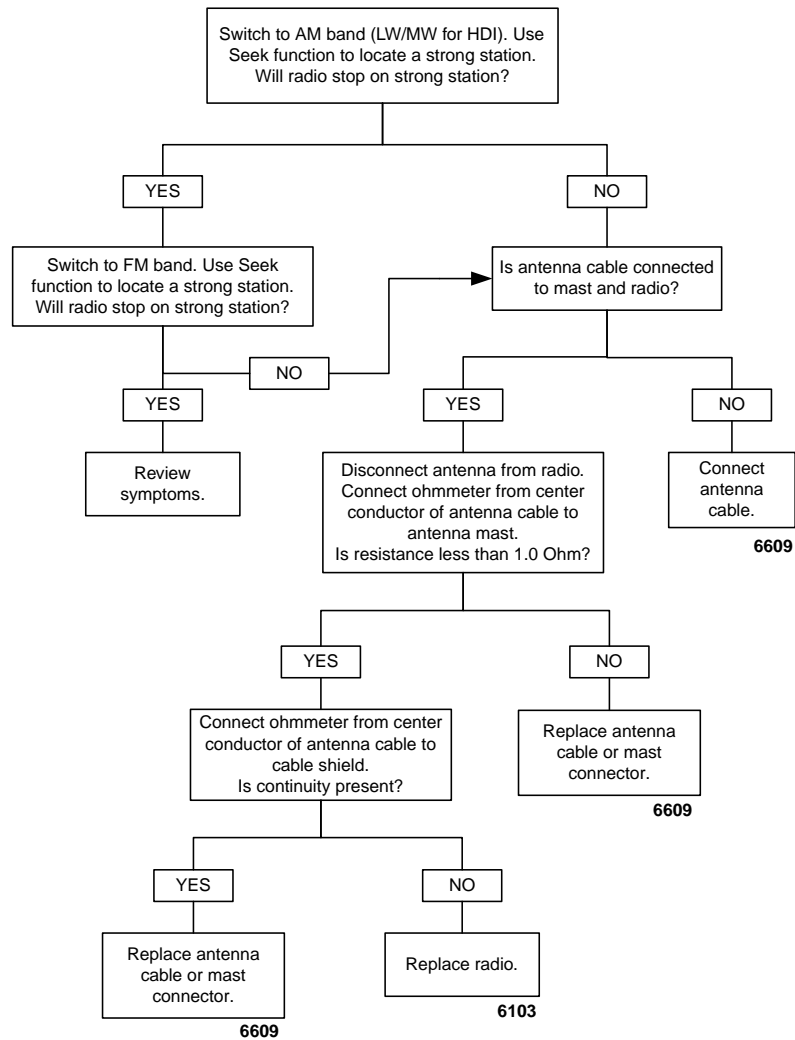 Switch to AM band (LW/MW for HDI). Use
Seek function to locate a strong station.
Will radio stop on strong station?
YES
NO
Switch to FM band. Use Seek
function to locate a strong station.
Will radio stop on strong station?
Is antenna cable connected
to mast and radio?
NO
YES
YES
NO
Review
symptoms.
Disconnect antenna from radio.
Connect ohmmeter from center
conductor of antenna cable to
antenna mast.
Is resistance less than 1.0 Ohm?
Connect
antenna
cable.
6609
YES
NO
Connect ohmmeter from center
conductor of antenna cable to
cable shield.
Is continuity present?
Replace antenna
cable or mast
connector.
6609
YES
NO
Replace antenna
cable or mast
connector.
6609
Replace radio.
6103